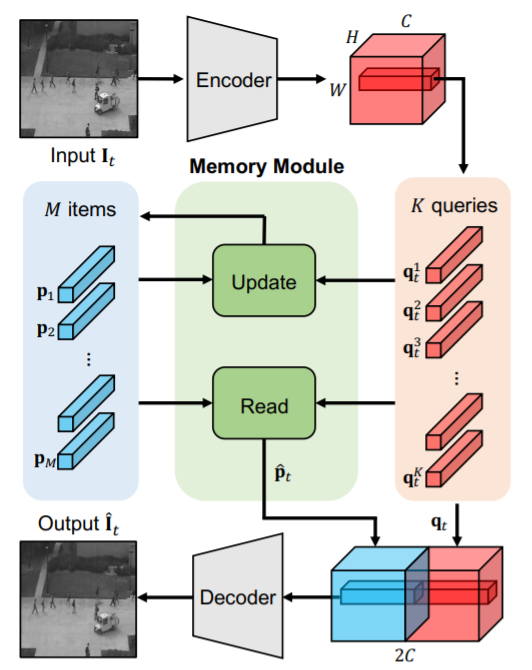 C
H
W
Encoder
Input I_t
Memory Module
M items
K queries
Update
p_1
p_2
...
p_M
q_t^1
q_t^2
q_t^3
...
q_t^K
Read
p̂_t
q_t
Output Î_t
Decoder
2C